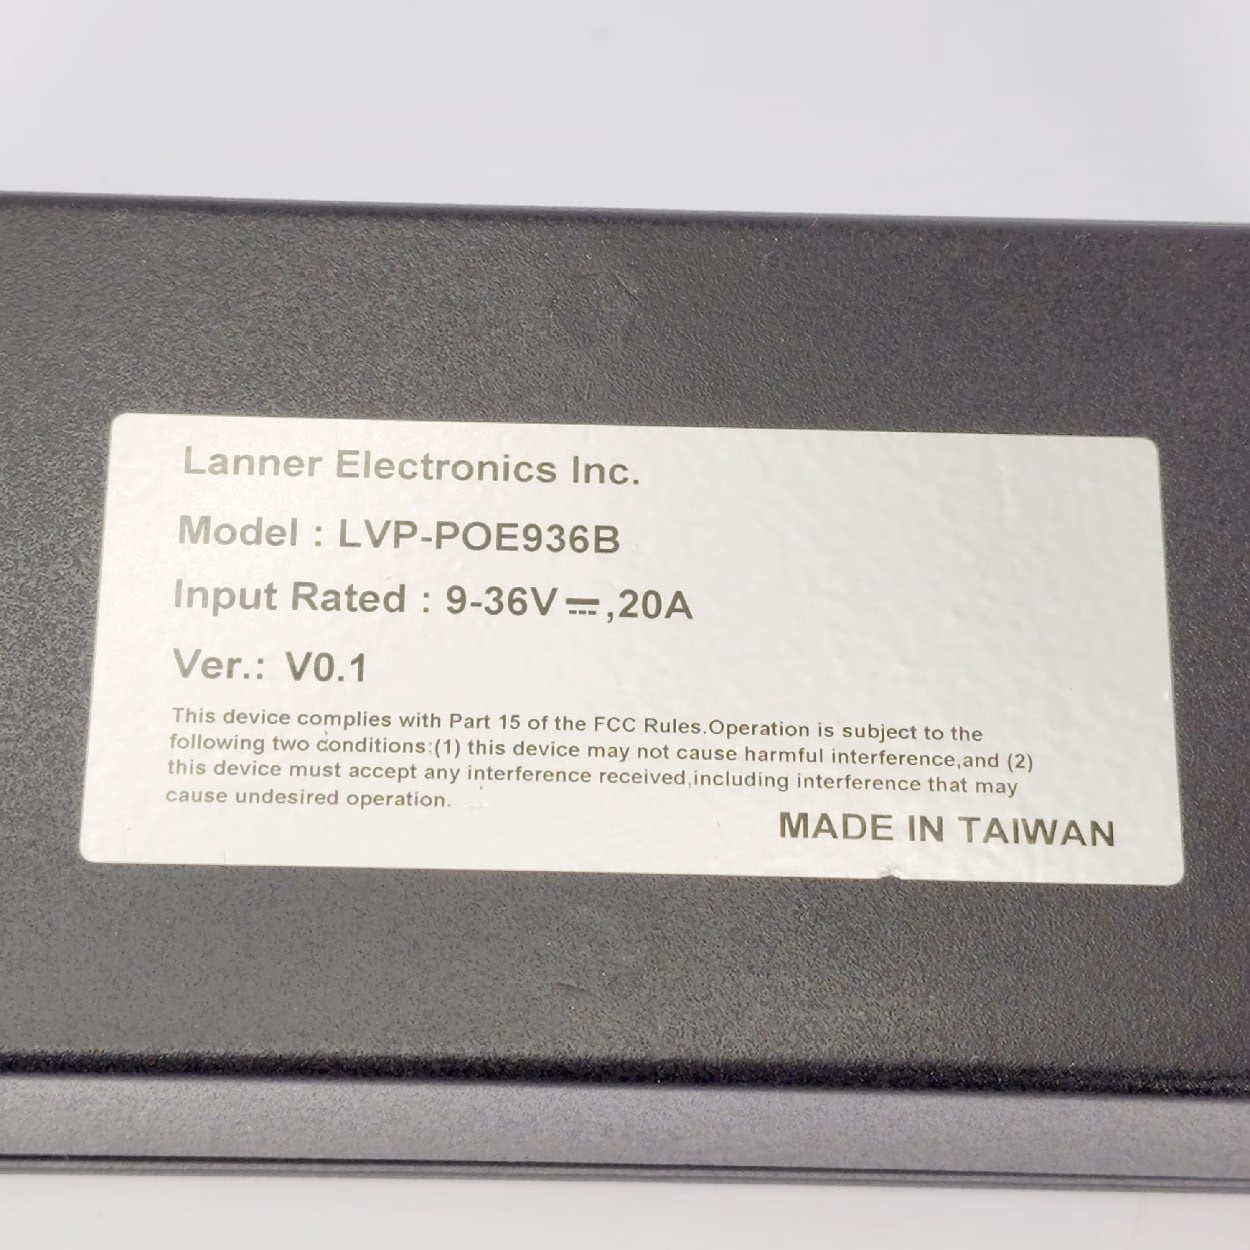 Lanner Electronics Inc.
Model : LVP-POE936B
Input Rated : 9-36V⎓,20A
Ver.: V0.1
This device complies with Part 15 of the FCC Rules.Operation is subject to the
following two conditions:(1) this device may not cause harmful interference,and (2)
this device must accept any interference received,including interference that may
cause undesired operation.
MADE IN TAIWAN